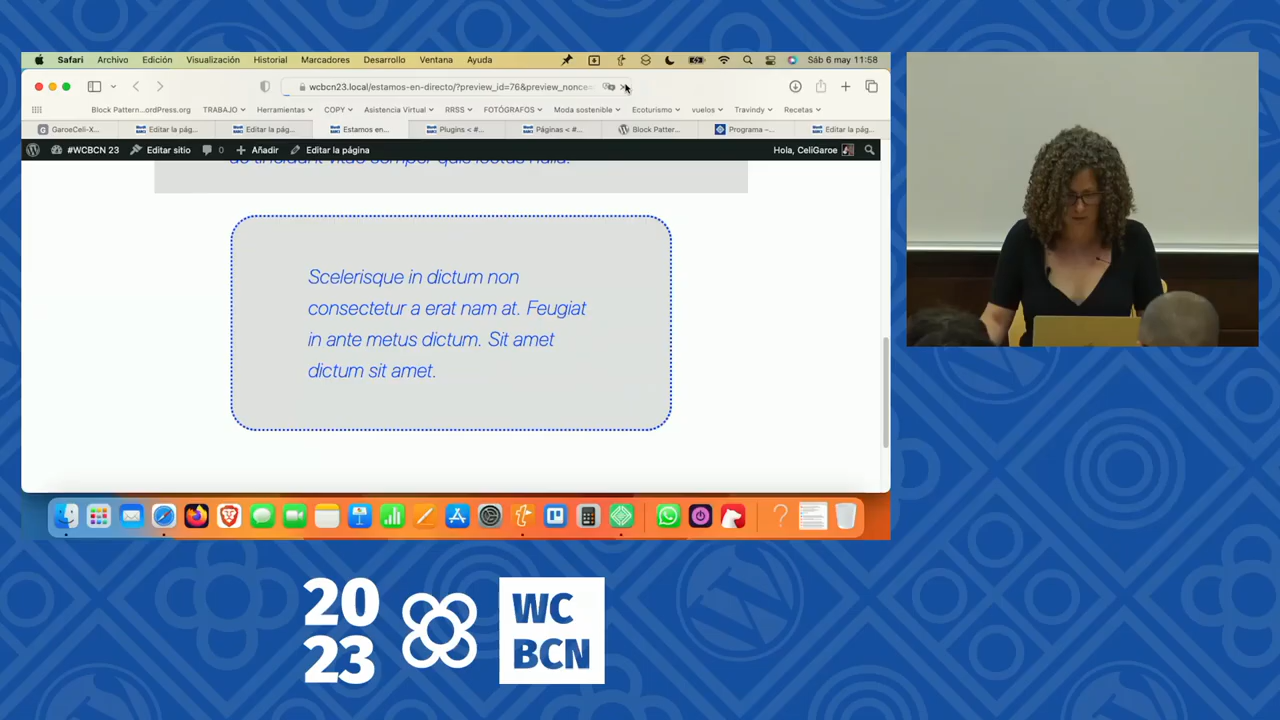 Safari Archivo Edición Visualización Historial Marcadores Desarrollo Ventana Ayuda Sáb 6 may 11:58
wcbcn23.local/estamos-en-directo/?preview_id=76&preview_nonce=
Block Pattern...ordPress.org TRABAJO Herramientas COPY Asistencia Virtual RRSS FOTÓGRAFOS Moda sostenible Ecoturismo vuelos Travindy Recetas
GaroeCeli-X... Editar la pág... Editar la pág... Estamos en... Plugins < #... Páginas < #... Block Patter... Programa –... Editar la pág...
#WCBCN 23 Editar sitio 0 Añadir Editar la página Hola, CeliGaroe
Scelerisque in dictum non
consectetur a erat nam at. Feugiat
in ante metus dictum. Sit amet
dictum sit amet.
20
23
WC
BCN